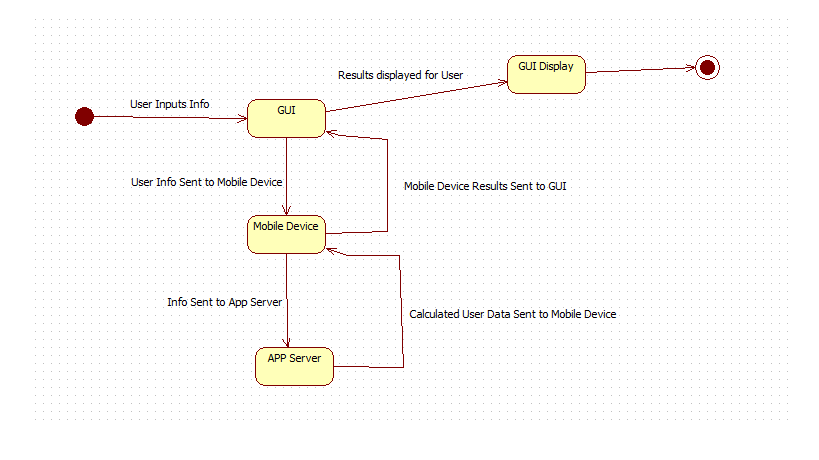 GUI Display
Results displayed for User
User Inputs Info
GUI
User Info Sent to Mobile Device
Mobile Device Results Sent to GUI
Mobile Device
Info Sent to App Server
Calculated User Data Sent to Mobile Device
APP Server